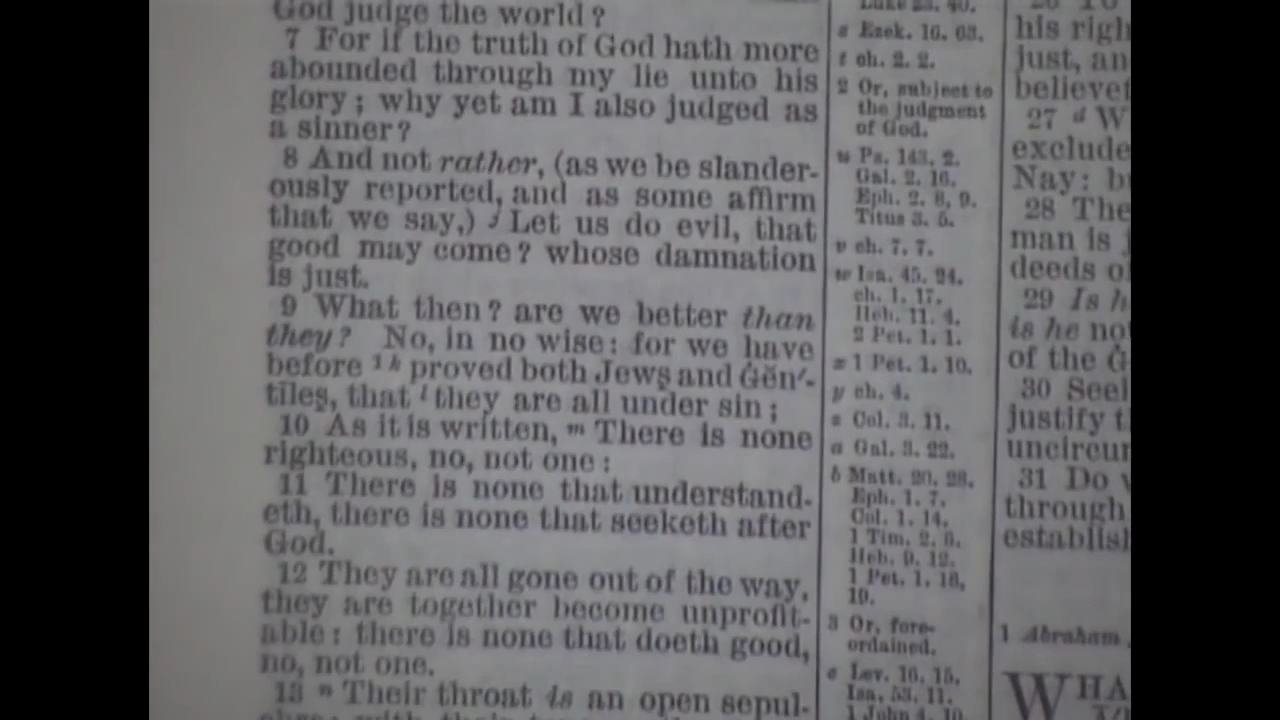 God judge the world?
7 For if the truth of God hath more
abounded through my lie unto his
glory; why yet am I also judged as
a sinner?
8 And not rather, (as we be slander-
ously reported, and as some affirm
that we say,) j Let us do evil, that
good may come? whose damnation
is just.
9 What then? are we better than
they? No, in no wise: for we have
before 1 k proved both Jews̱ and Ġĕn′-
tīles̱, that l they are all under sin;
10 As it is written, m There is none
righteous, no, not one:
11 There is none that understand-
eth, there is none that seeketh after
God.
12 They are all gone out of the way,
they are together become unprofit-
able: there is none that doeth good,
no, not one.
13 n Their throat is an open sepul-
Luke 23. 40.
s Ezek. 16. 63.
t ch. 2. 2.
2 Or, subject to
the judgment
of God.
u Ps. 143. 2.
Gal. 2. 16.
Eph. 2. 8, 9.
Titus 3. 5.
v ch. 7. 7.
w Isa. 45. 24.
ch. 1. 17.
Heb. 11. 4.
2 Pet. 1. 1.
x 1 Pet. 1. 10.
y ch. 4.
z Col. 3. 11.
a Gal. 3. 22.
b Matt. 20. 28.
Eph. 1. 7.
Col. 1. 14.
1 Tim. 2. 6.
Heb. 9. 12.
1 Pet. 1. 18,
19.
3 Or, fore-
ordained.
c Lev. 16. 15.
Isa. 53. 11.
1 John 4. 10.
his righ
just, an
believet
27 d W
exclude
Nay: b
28 The
man is
deeds o
29 Is h
is he no
of the Ġ
30 Seei
justify t
uncircum
31 Do
through
establis
1 Abraham
WHA